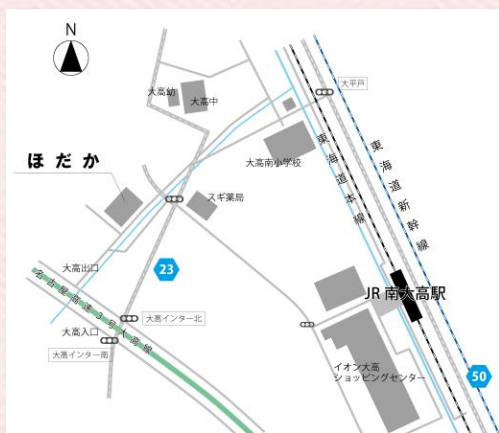 N
大高幼
大高中
大平戸
大高南小学校
ほだか
スギ薬局
東海道本線
東海道新幹線
大高出口
23
名古屋高速3号大高線
JR 南大高駅
大高インター北
大高入口
大高インター南
イオン大高
ショッピングセンター
50